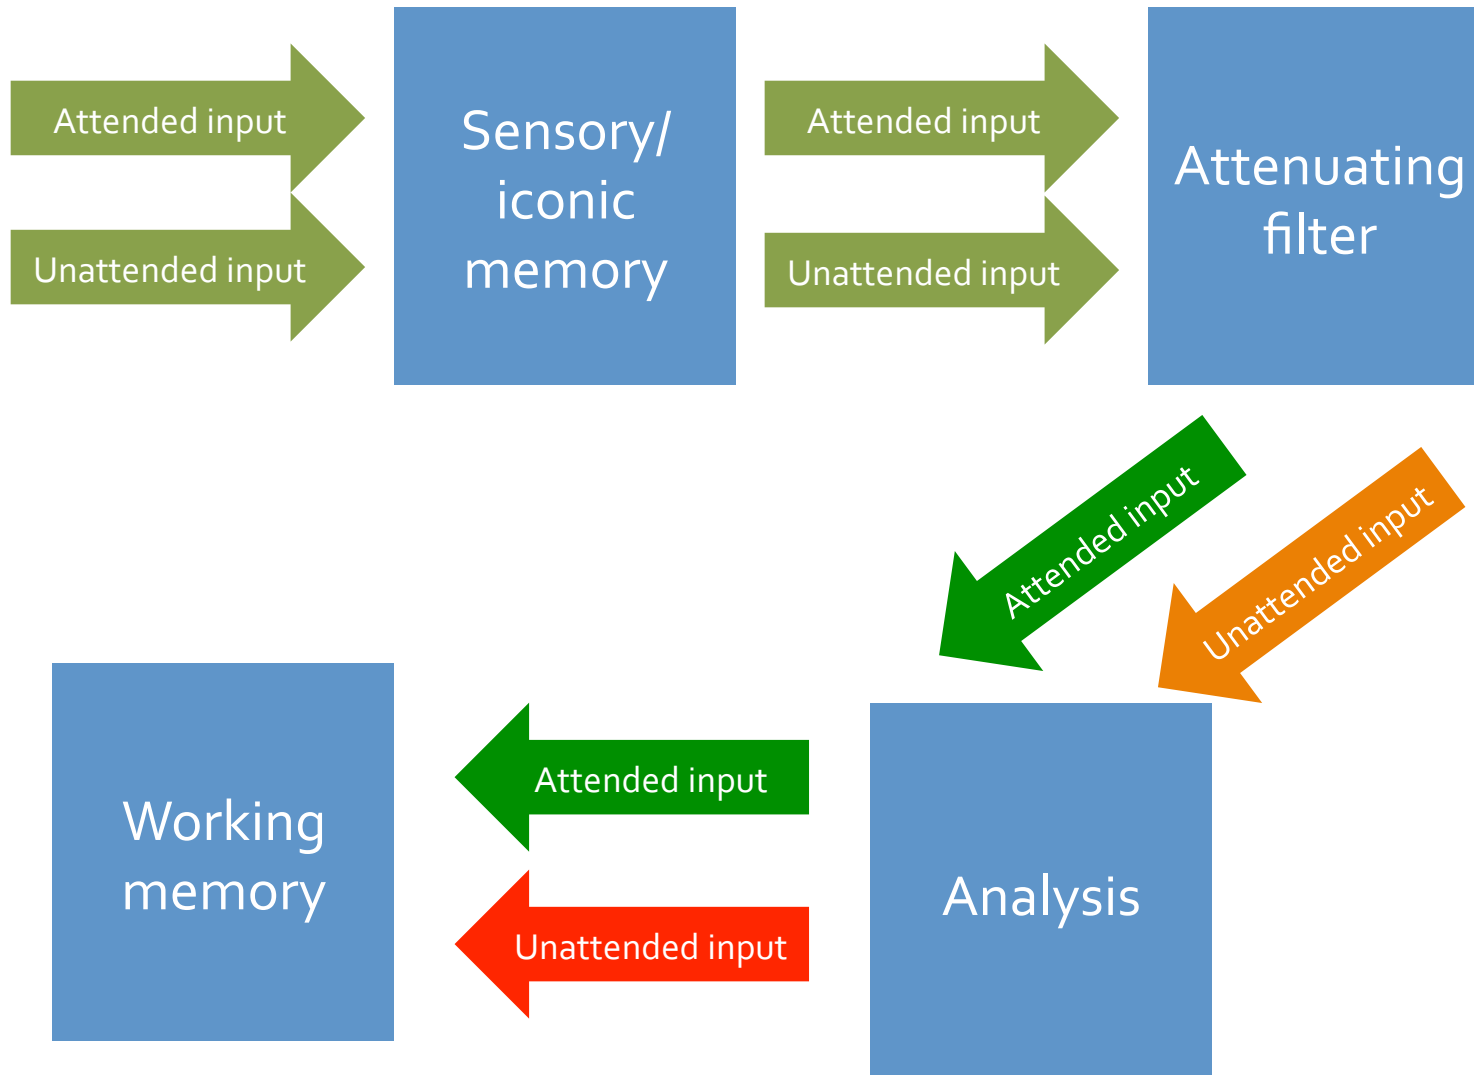 Attended input
Unattended input
Sensory/
iconic
memory
Attended input
Unattended input
Attenuating
filter
Attended input
Unattended input
Analysis
Attended input
Unattended input
Working
memory